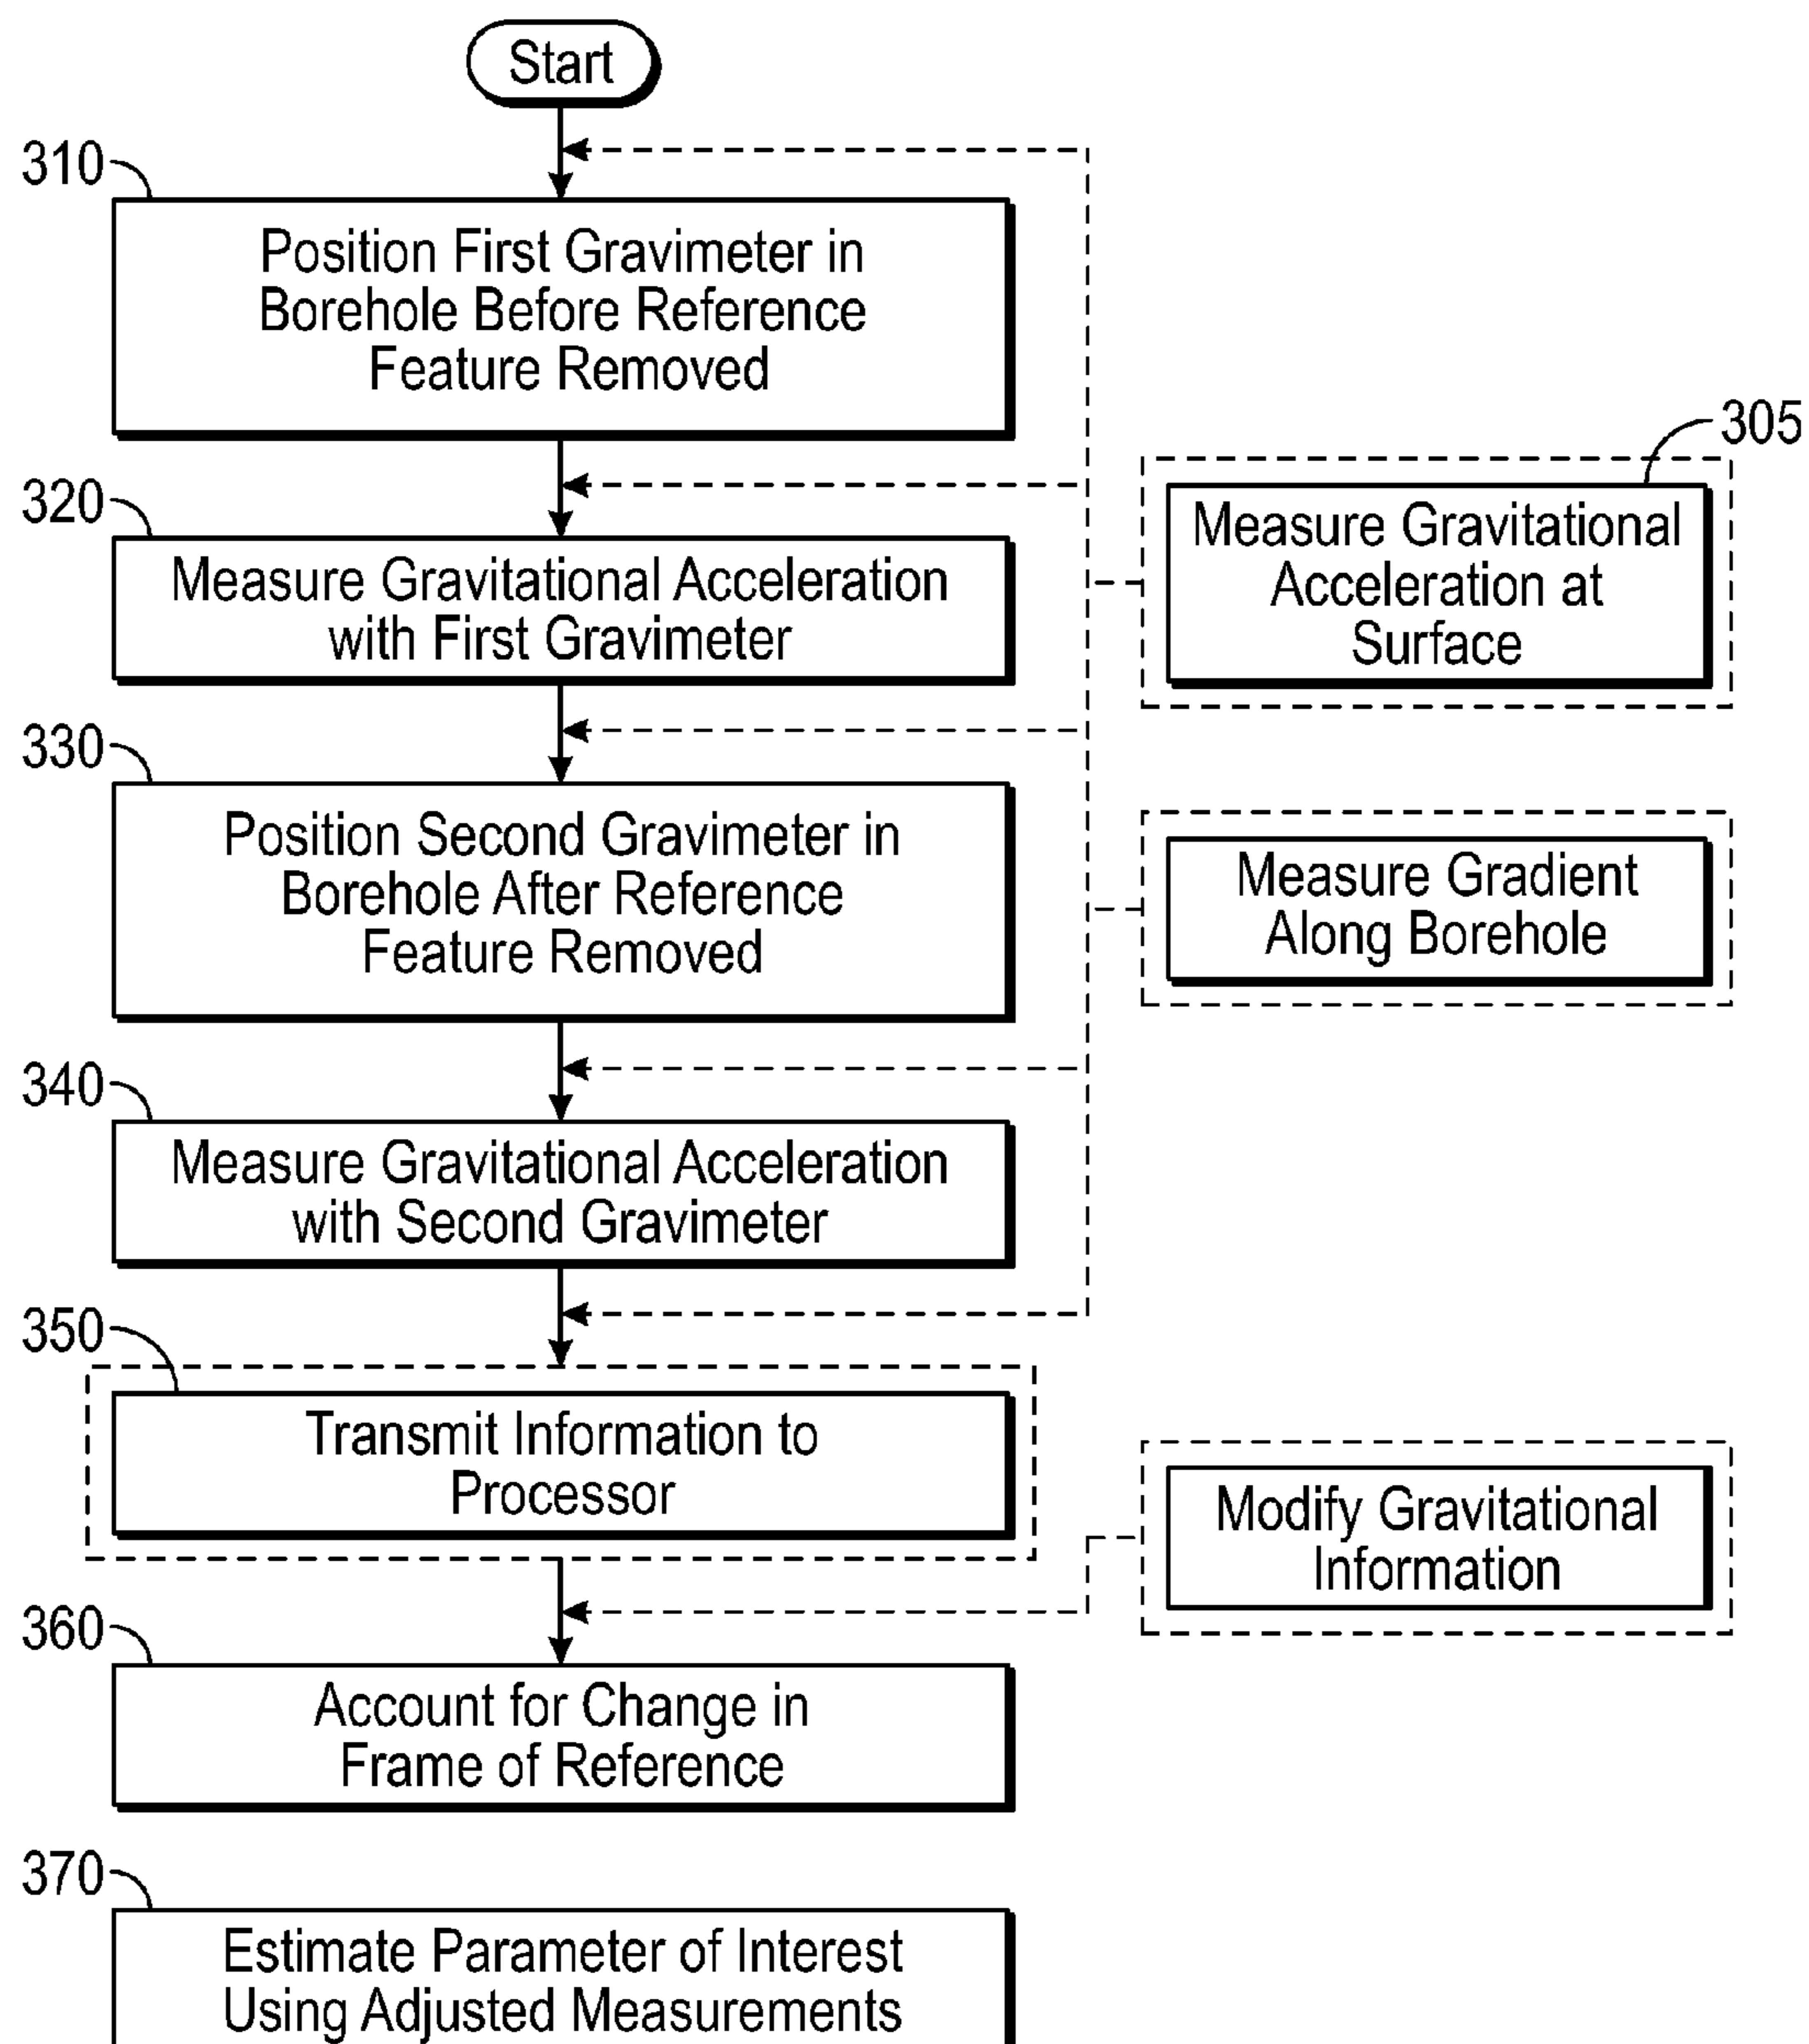 Start
310
Position First Gravimeter in
Borehole Before Reference
Feature Removed
305
Measure Gravitational
Acceleration at
Surface
320
Measure Gravitational Acceleration
with First Gravimeter
330
Position Second Gravimeter in
Borehole After Reference
Feature Removed
Measure Gradient
Along Borehole
340
Measure Gravitational Acceleration
with Second Gravimeter
350
Transmit Information to
Processor
Modify Gravitational
Information
360
Account for Change in
Frame of Reference
370
Estimate Parameter of Interest
Using Adjusted Measurements